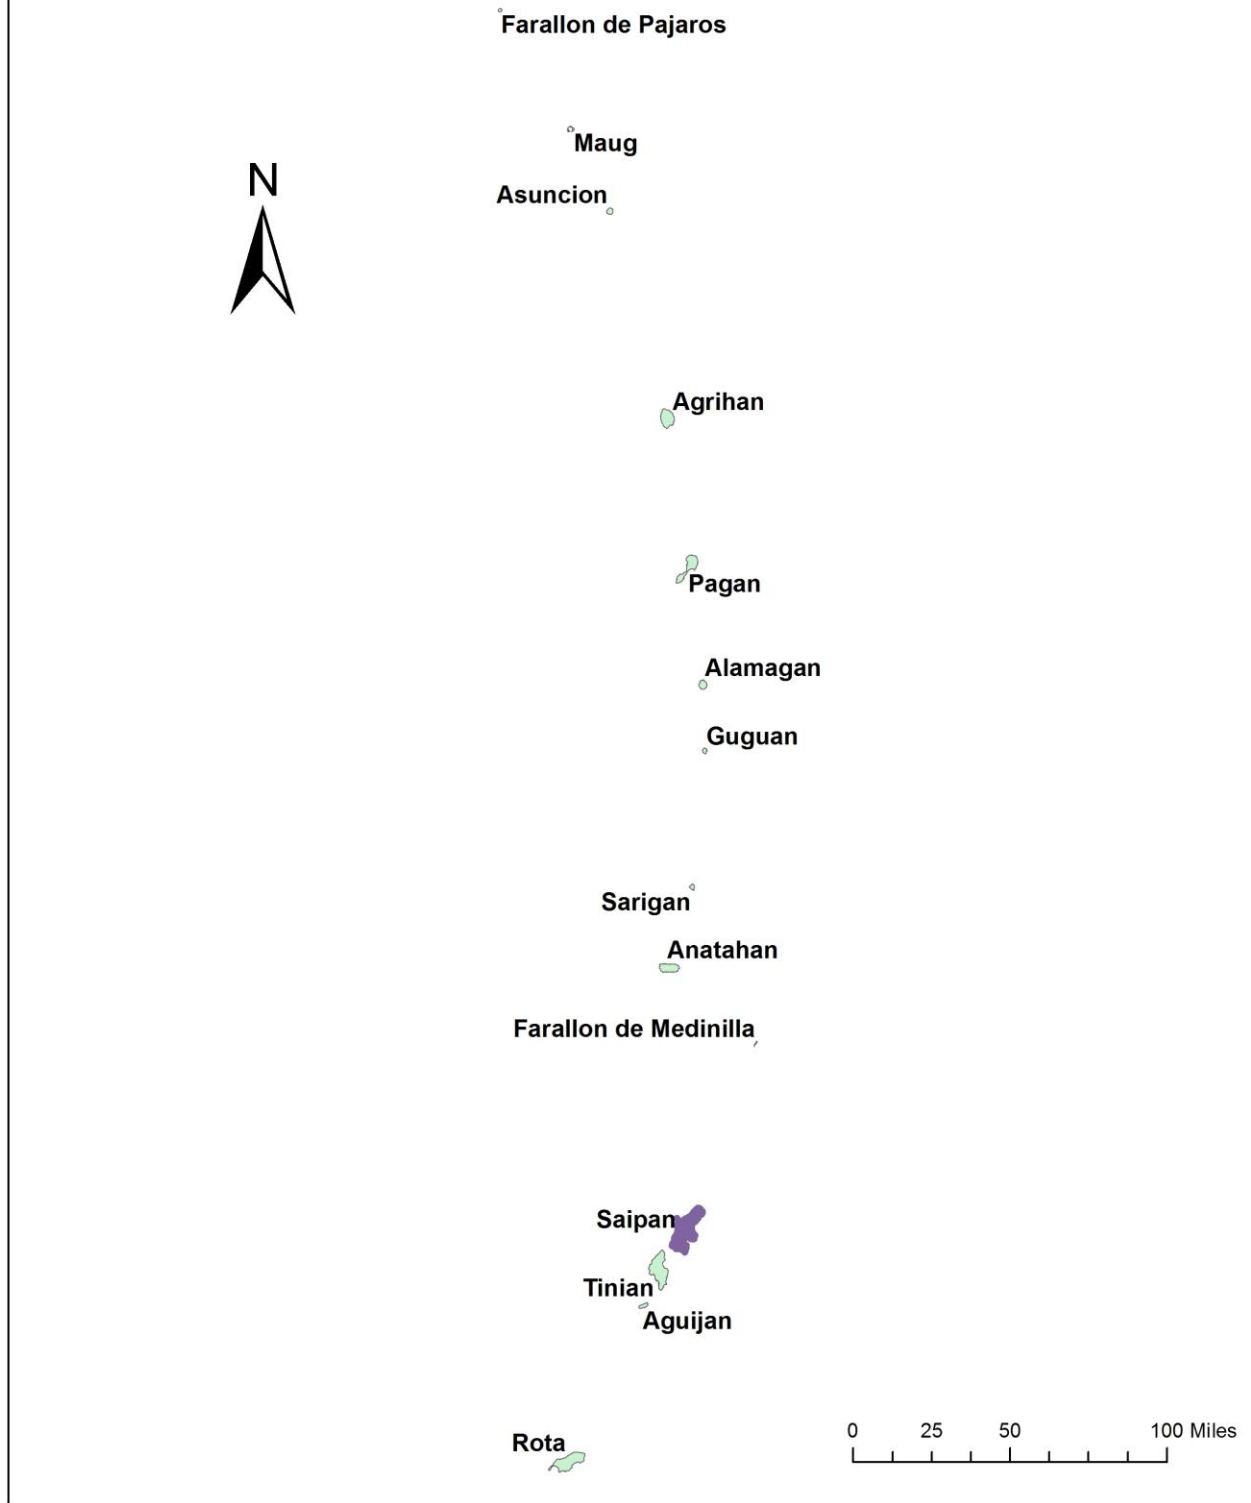 Farallon de Pajaros
Maug
N
Asuncion
Agrihan
Pagan
Alamagan
Guguan
Sarigan
Anatahan
Farallon de Medinilla
Saipan
Tinian
Aguijan
Rota
0 25 50 100 Miles